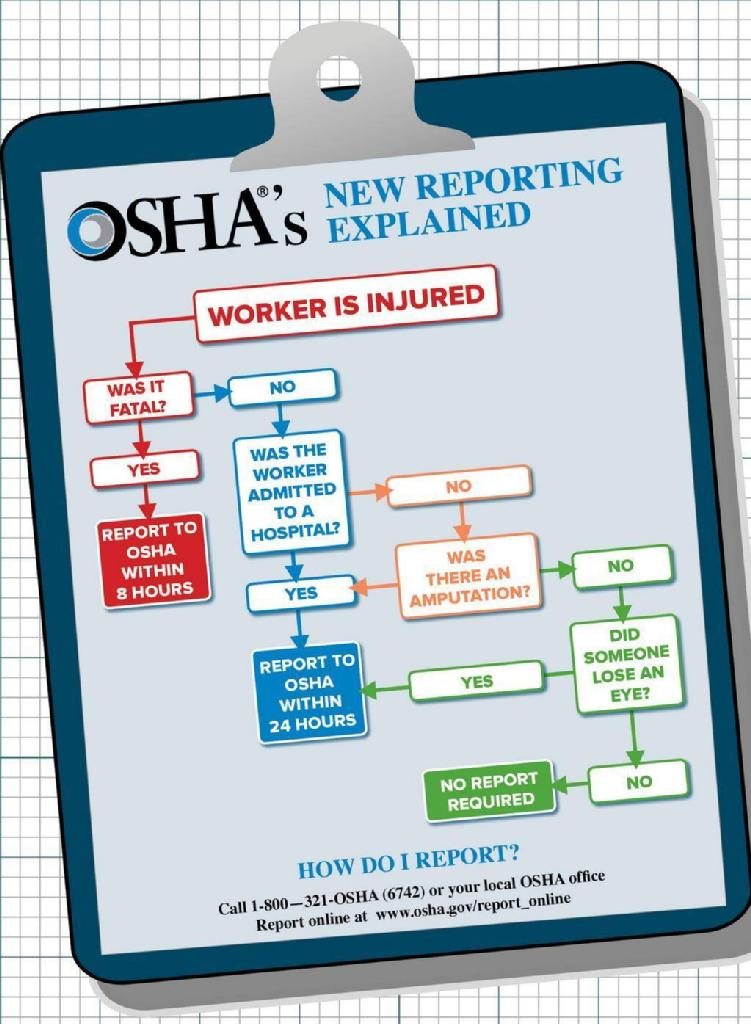 OSHA®'s
NEW REPORTING
EXPLAINED
WORKER IS INJURED
WAS IT
FATAL?
NO
YES
REPORT TO
OSHA
WITHIN
8 HOURS
WAS THE
WORKER
ADMITTED
TO A
HOSPITAL?
NO
YES
WAS
THERE AN
AMPUTATION?
NO
REPORT TO
OSHA
WITHIN
24 HOURS
DID
SOMEONE
LOSE AN
EYE?
YES
NO
NO REPORT
REQUIRED
HOW DO I REPORT?
Call 1-800—321-OSHA (6742) or your local OSHA office
Report online at www.osha.gov/report_online